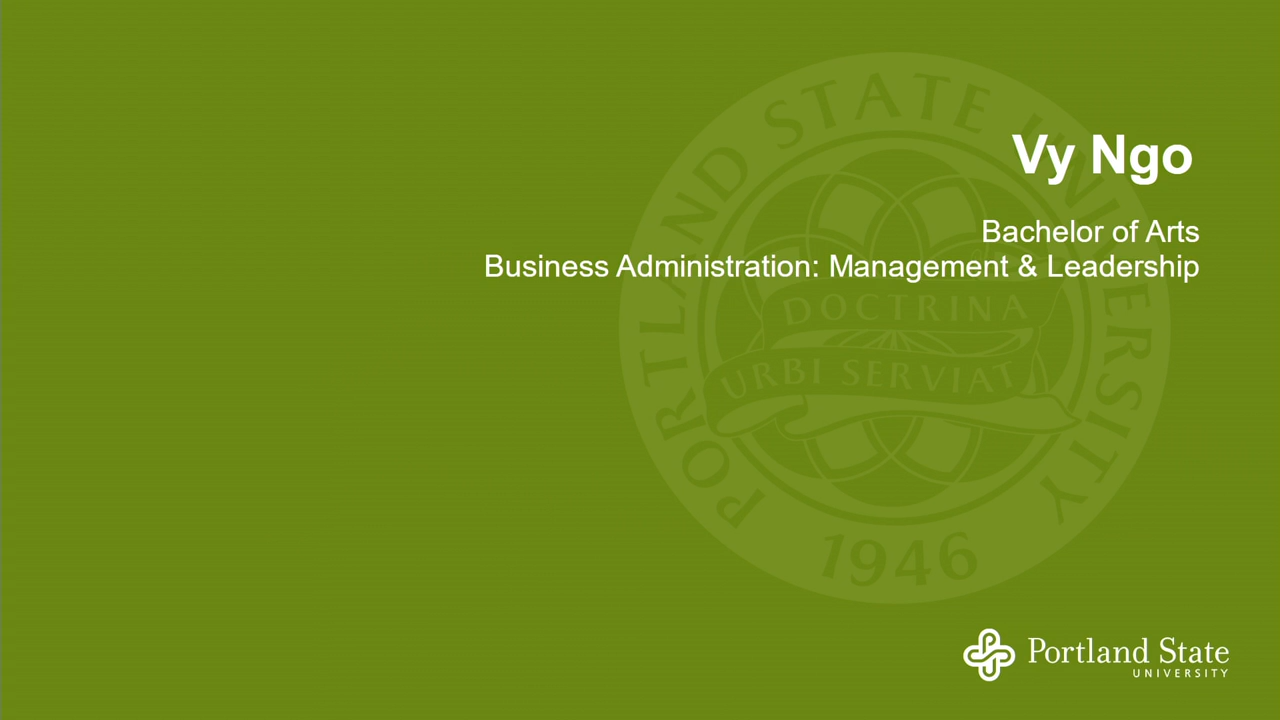 Vy Ngo
Bachelor of Arts
Business Administration: Management & Leadership
PORTLAND STATE UNIVERSITY
DOCTRINA
URBI SERVIAT
1946
Portland State
UNIVERSITY